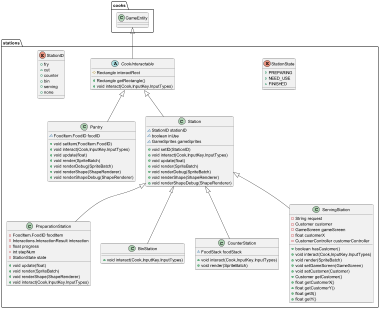 cooks
GameEntity
stations
StationID
fry
cut
counter
bin
serving
none
CookInteractable
Rectangle interactRect
Rectangle getRectangle()
void interact(Cook,InputKey.InputTypes)
StationState
PREPARING
NEED_USE
FINISHED
Pantry
FoodItem.FoodID foodID
void setItem(FoodItem.FoodID)
void interact(Cook,InputKey.InputTypes)
void update(float)
void render(SpriteBatch)
void renderDebug(SpriteBatch)
void renderShape(ShapeRenderer)
void renderShapeDebug(ShapeRenderer)
Station
StationID stationID
boolean inUse
GameSprites gameSprites
void setID(StationID)
void interact(Cook,InputKey.InputTypes)
void update(float)
void render(SpriteBatch)
void renderDebug(SpriteBatch)
void renderShape(ShapeRenderer)
void renderShapeDebug(ShapeRenderer)
PreparationStation
FoodItem.FoodID foodItem
Interactions.InteractionResult interaction
float progress
int stepNum
StationState state
void update(float)
void render(SpriteBatch)
void renderShape(ShapeRenderer)
void interact(Cook,InputKey.InputTypes)
BinStation
void interact(Cook,InputKey.InputTypes)
CounterStation
FoodStack foodStack
void interact(Cook,InputKey.InputTypes)
void render(SpriteBatch)
ServingStation
String request
Customer customer
GameScreen gameScreen
float customerX
CustomerController customerController
boolean hasCustomer()
void interact(Cook,InputKey.InputTypes)
void render(SpriteBatch)
void setGameScreen(GameScreen)
void setCustomer(Customer)
Customer getCustomer()
float getCustomerX()
float getCustomerY()
float getX()
float getY()